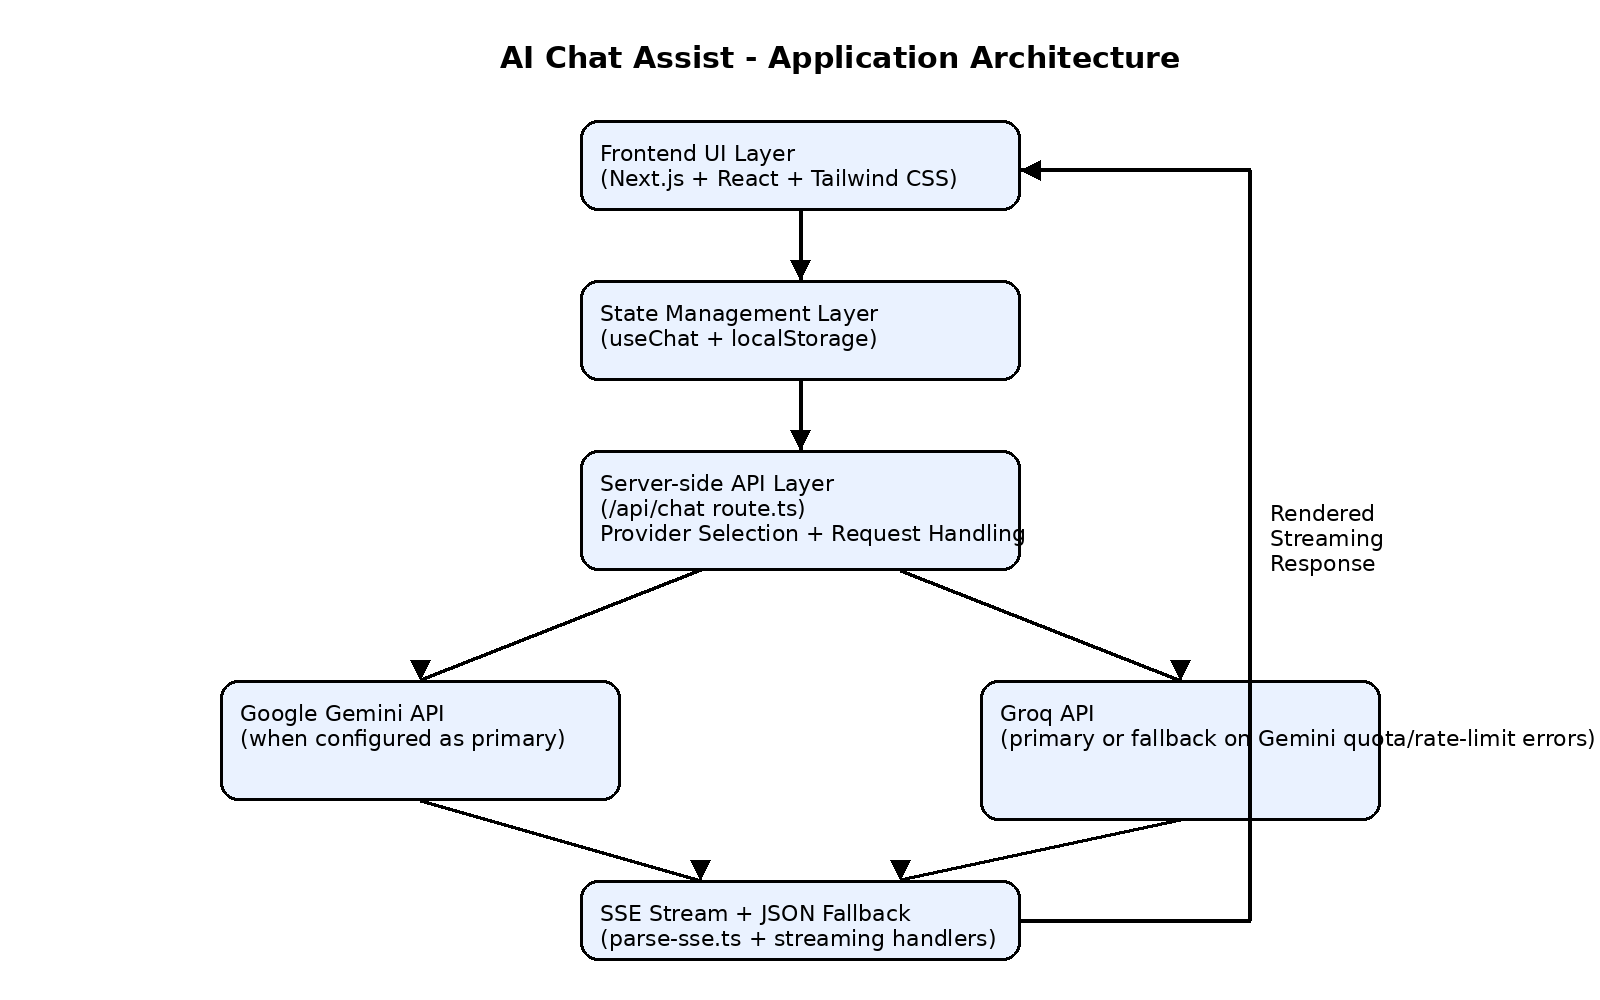 AI Chat Assist - Application Architecture
Frontend UI Layer
(Next.js + React + Tailwind CSS)
State Management Layer
(useChat + localStorage)
Server-side API Layer
(/api/chat route.ts)
Provider Selection + Request Handling
Rendered
Streaming
Response
Google Gemini API
(when configured as primary)
Groq API
(primary or fallback on Gemini quota/rate-limit errors)
SSE Stream + JSON Fallback
(parse-sse.ts + streaming handlers)